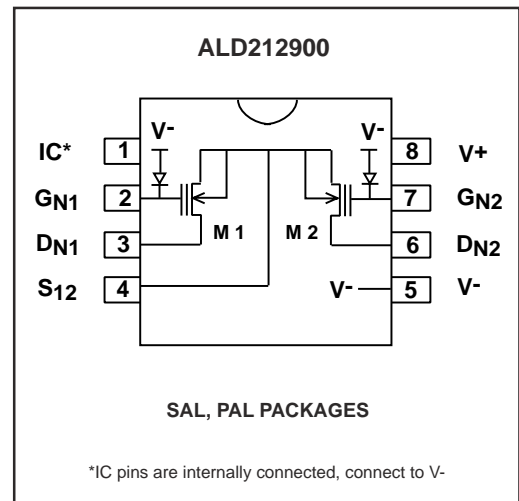 ALD212900
V- V-
IC* 1 8 V+
GN1 2 7 GN2
DN1 3 M 1 M 2 6 DN2
S12 4 V- 5 V-
SAL, PAL PACKAGES
*IC pins are internally connected, connect to V-